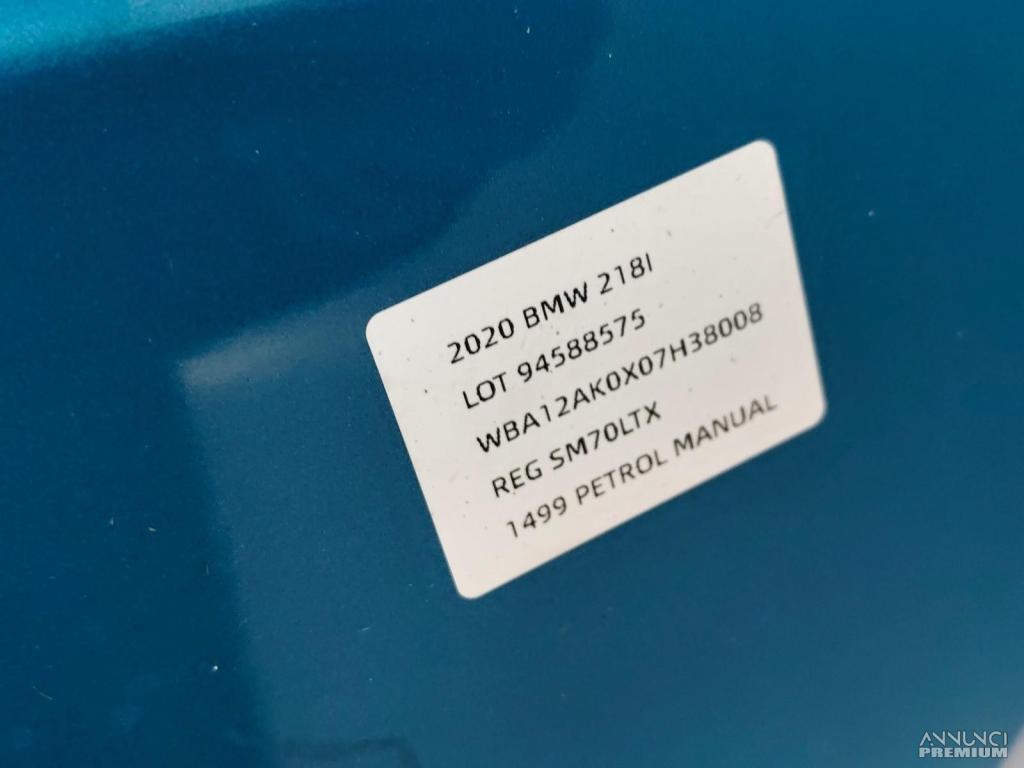 2020 BMW 218I
LOT 94588575
WBA12AK0X07H38008
REG SM70LTX
1499 PETROL MANUAL
ANNUNCI
PREMIUM